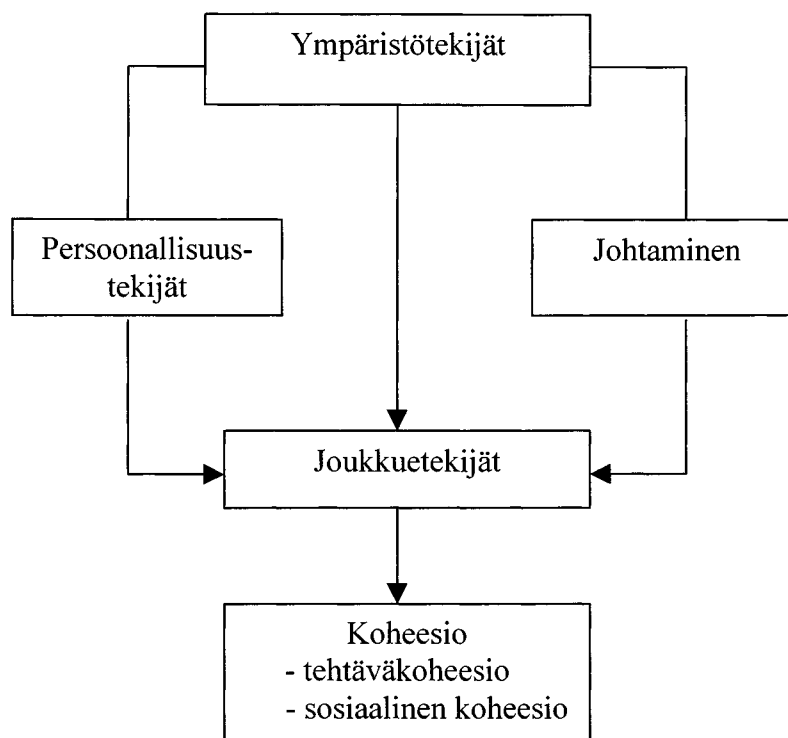 Ympäristötekijät
Persoonallisuus-
tekijät
Johtaminen
Joukkuetekijät
Koheesio
- tehtäväkoheesio
- sosiaalinen koheesio